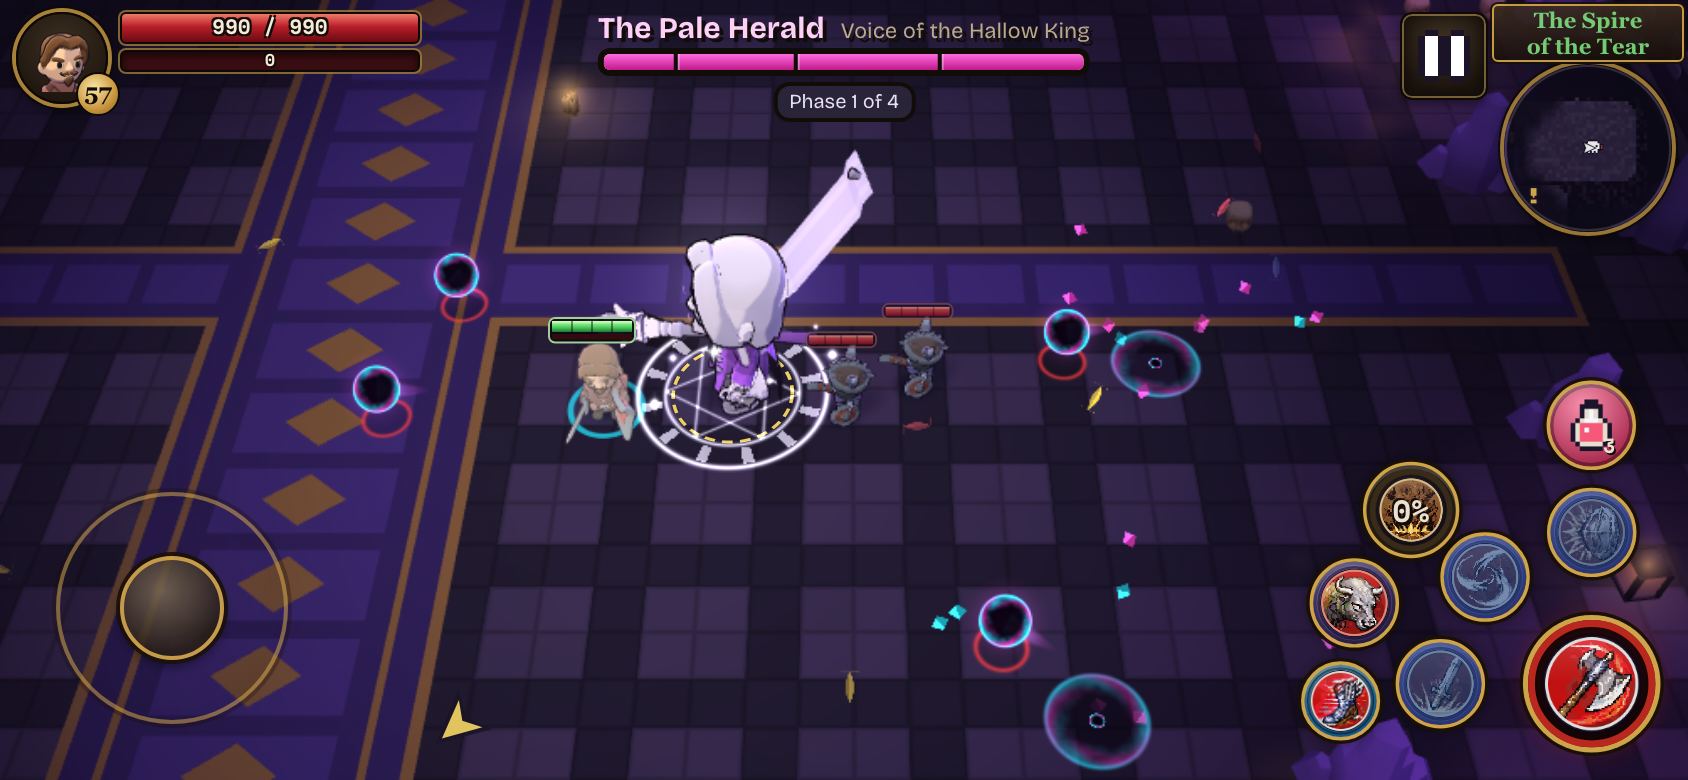 990 / 990
0
57
The Pale Herald Voice of the Hallow King
Phase 1 of 4
The Spire
of the Tear
!
5
0%